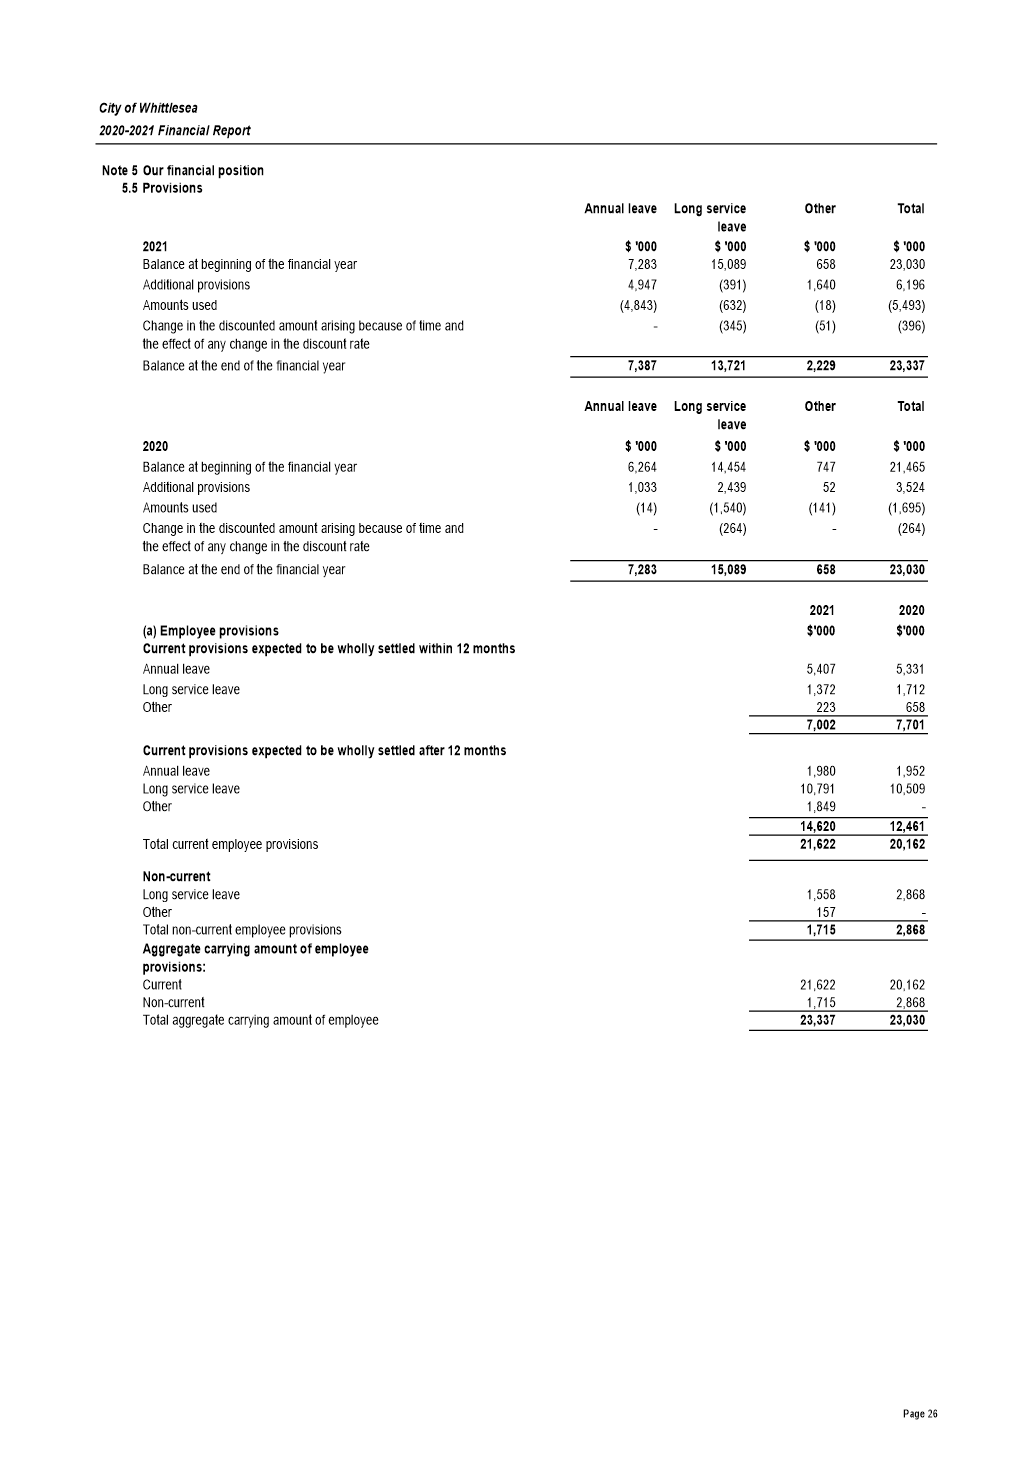 City of Whittlesea
2020-2021 Financial Report
Note 5 Our financial position
5.5 Provisions
Annual leave Long service Other Total
leave
2021 $ '000 $ '000 $ '000 $ '000
Balance at beginning of the financial year 7,283 15,089 658 23,030
Additional provisions 4,947 (391) 1,640 6,196
Amounts used (4,843) (632) (18) (5,493)
Change in the discounted amount arising because of time and - (345) (51) (396)
the effect of any change in the discount rate
Balance at the end of the financial year 7,387 13,721 2,229 23,337
Annual leave Long service Other Total
leave
2020 $ '000 $ '000 $ '000 $ '000
Balance at beginning of the financial year 6,264 14,454 747 21,465
Additional provisions 1,033 2,439 52 3,524
Amounts used (14) (1,540) (141) (1,695)
Change in the discounted amount arising because of time and - (264) - (264)
the effect of any change in the discount rate
Balance at the end of the financial year 7,283 15,089 658 23,030
2021 2020
(a) Employee provisions $'000 $'000
Current provisions expected to be wholly settled within 12 months
Annual leave 5,407 5,331
Long service leave 1,372 1,712
Other 223 658
7,002 7,701
Current provisions expected to be wholly settled after 12 months
Annual leave 1,980 1,952
Long service leave 10,791 10,509
Other 1,849 -
14,620 12,461
Total current employee provisions 21,622 20,162
Non-current
Long service leave 1,558 2,868
Other 157 -
Total non-current employee provisions 1,715 2,868
Aggregate carrying amount of employee
provisions:
Current 21,622 20,162
Non-current 1,715 2,868
Total aggregate carrying amount of employee 23,337 23,030
Page 26